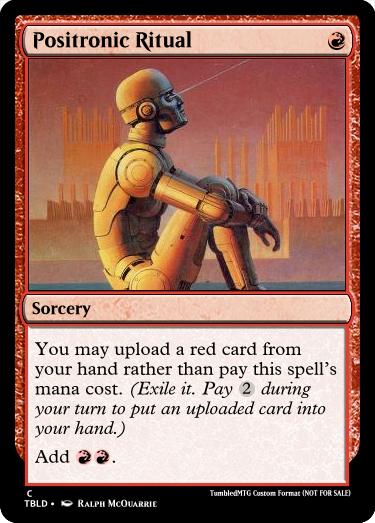 Positronic Ritual
Sorcery
You may upload a red card from
your hand rather than pay this spell's
mana cost. (Exile it. Pay 2 during
your turn to put an uploaded card into
your hand.)
Add .
C
TBLD • RALPH MCQUARRIE
TumbledMTG Custom Format (NOT FOR SALE)